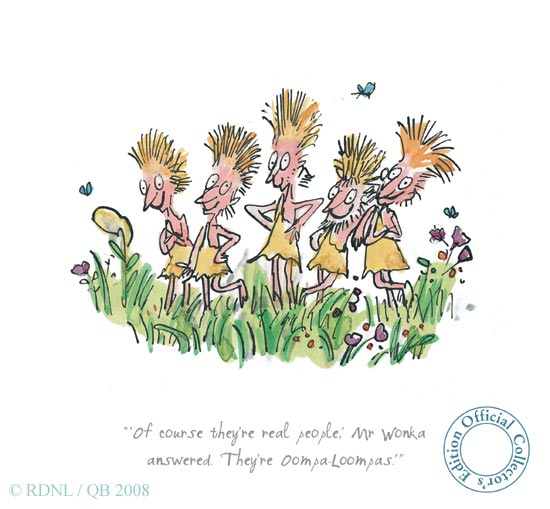 "'Of course they're real people,' Mr Wonka
answered. 'They're Oompa-Loompas.'"
Official Collector's Edition
© RDNL / QB 2008